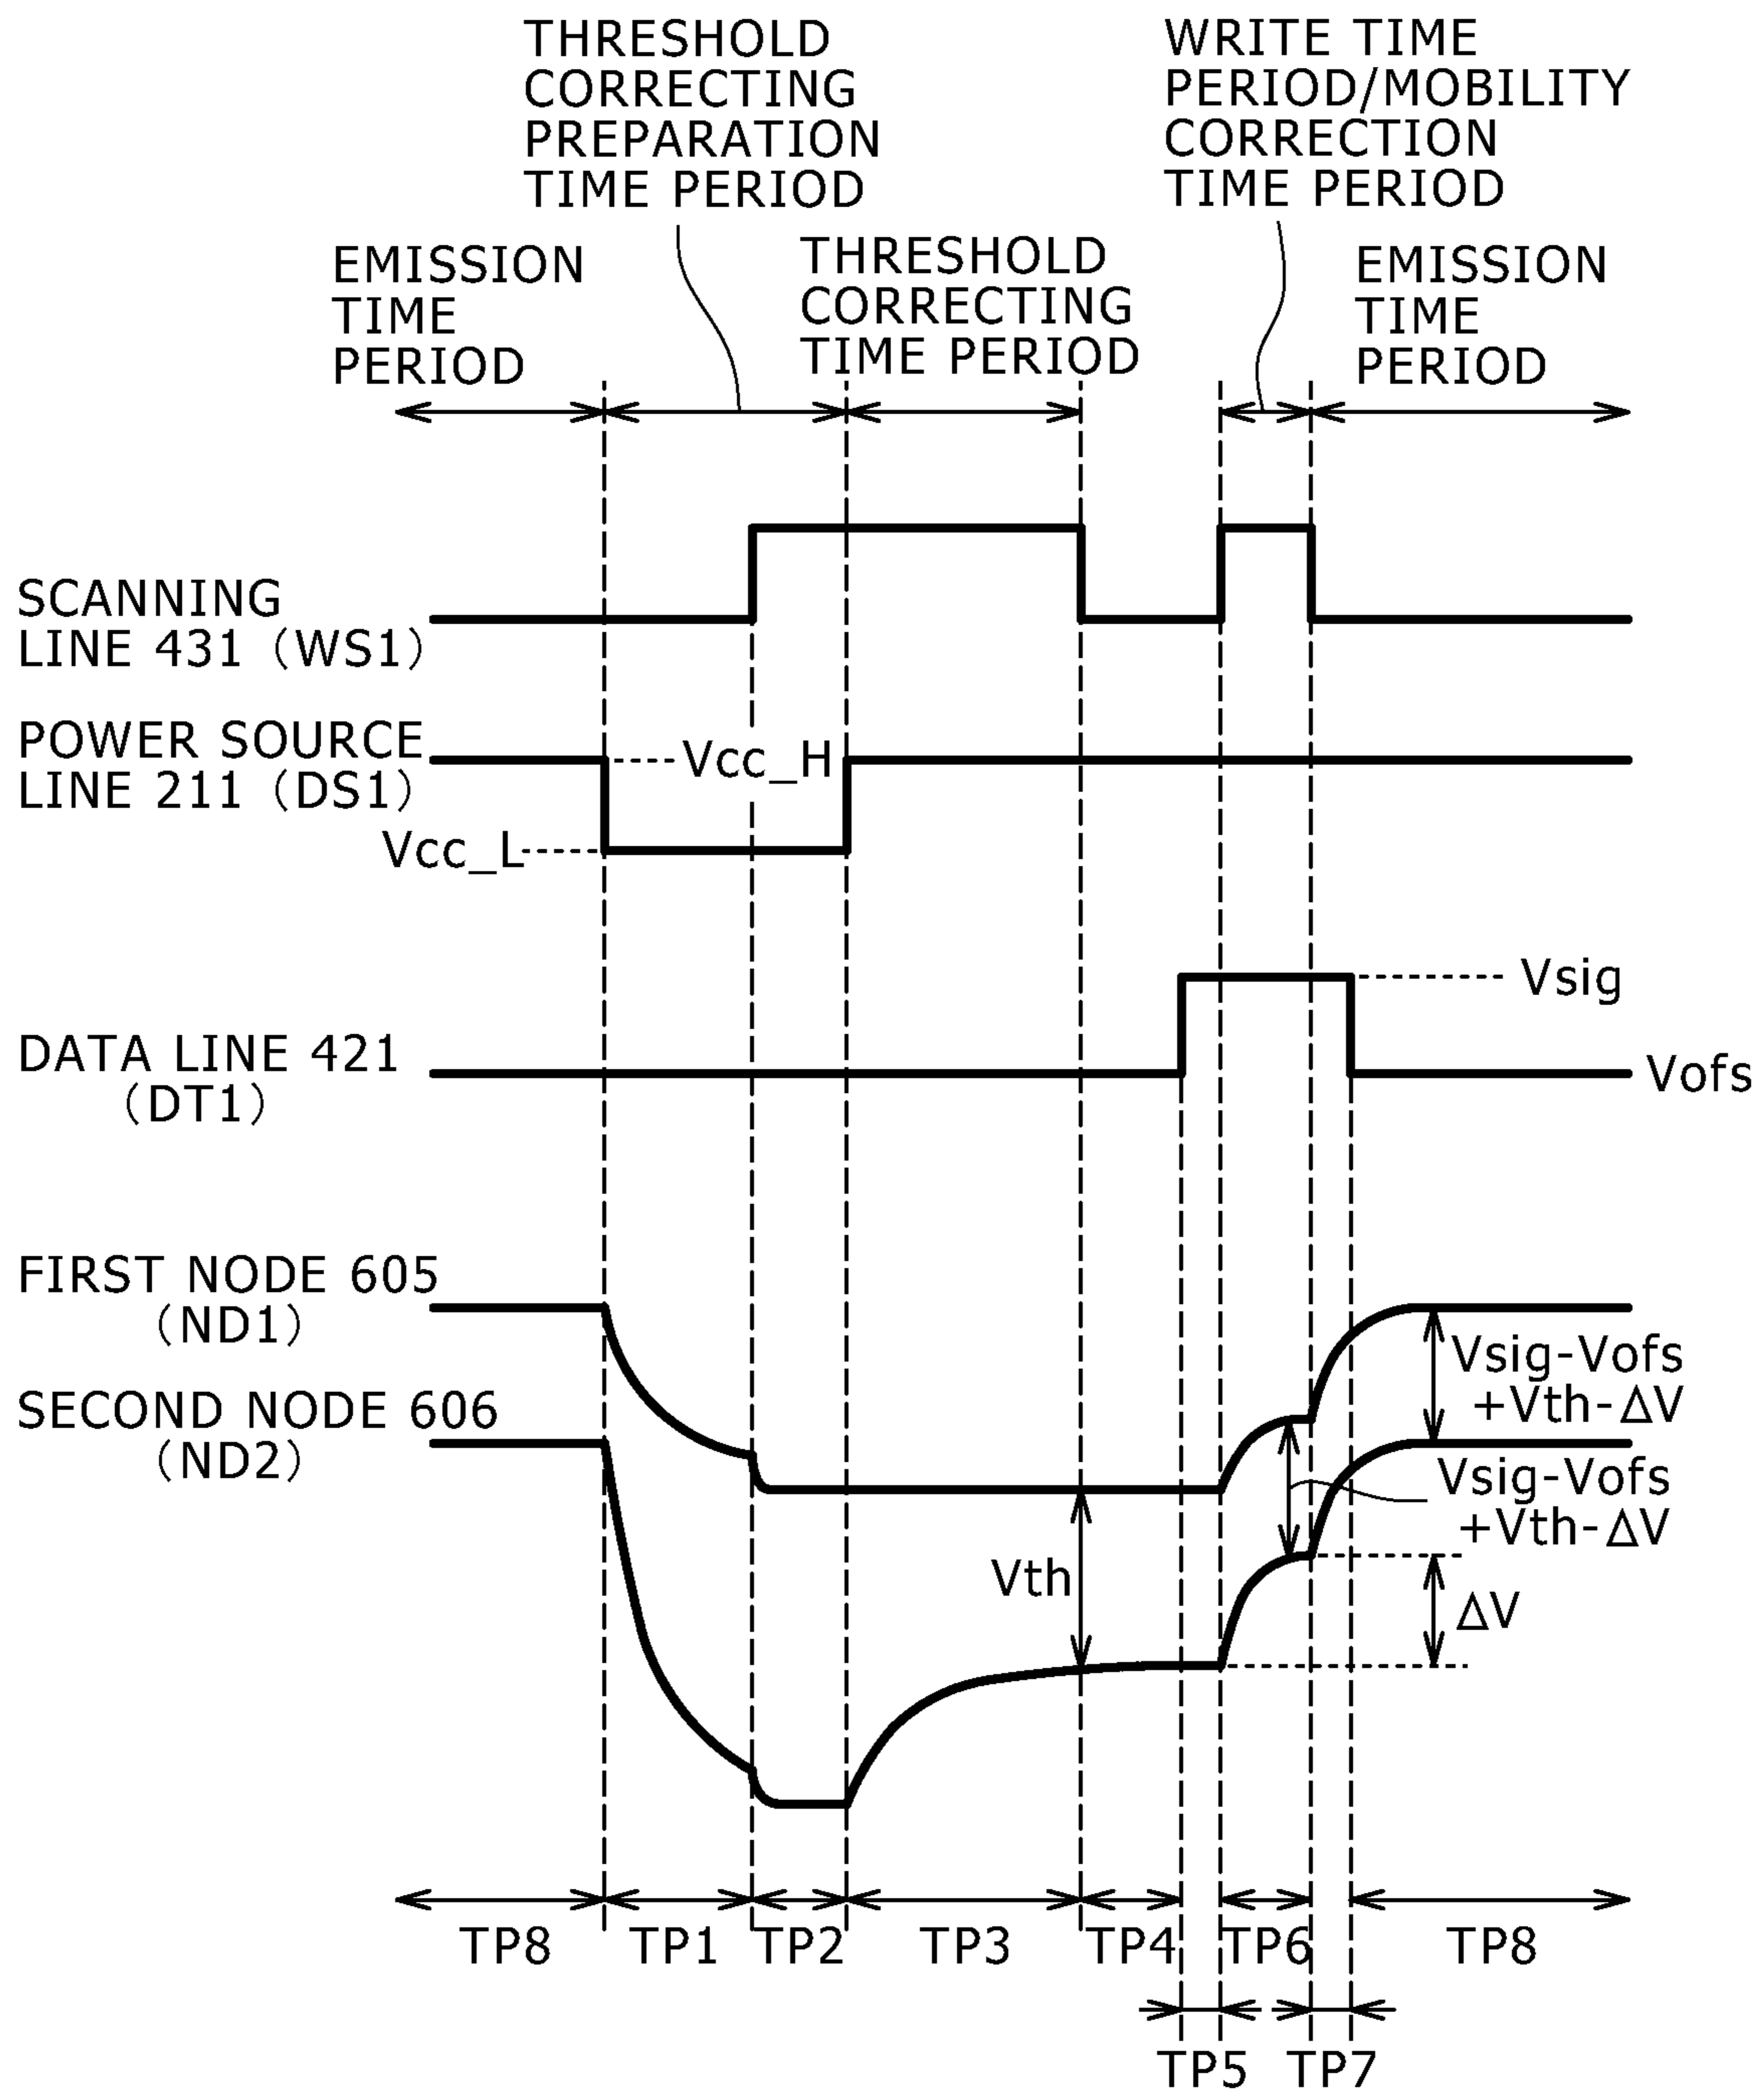 THRESHOLD
CORRECTING
PREPARATION
TIME PERIOD
WRITE TIME
PERIOD/MOBILITY
CORRECTION
TIME PERIOD
EMISSION
TIME
PERIOD
THRESHOLD
CORRECTING
TIME PERIOD
EMISSION
TIME
PERIOD
SCANNING
LINE 431 (WS1)
POWER SOURCE
LINE 211 (DS1)
Vcc_H
Vcc_L
Vsig
DATA LINE 421
(DT1)
Vofs
FIRST NODE 605
(ND1)
Vsig-Vofs
+Vth-ΔV
SECOND NODE 606
(ND2)
Vsig-Vofs
+Vth-ΔV
Vth
ΔV
TP8
TP1
TP2
TP3
TP4
TP6
TP8
TP5
TP7